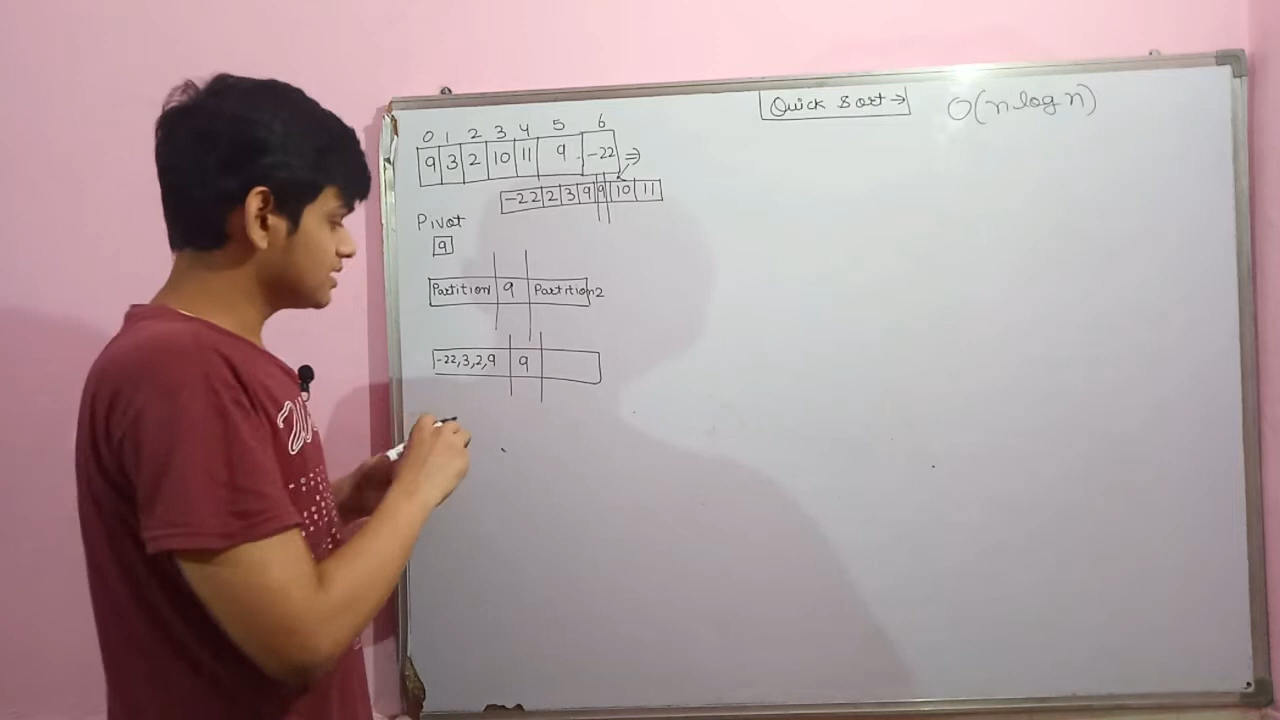 Quick Sort→ O(n log n)
0 1 2 3 4 5 6
9 3 2 10 11 9 -22 ⇒
-22 2 3 9 9 10 11
Pivot
9
Partition 9 Partition2
-22,3,2,9 9